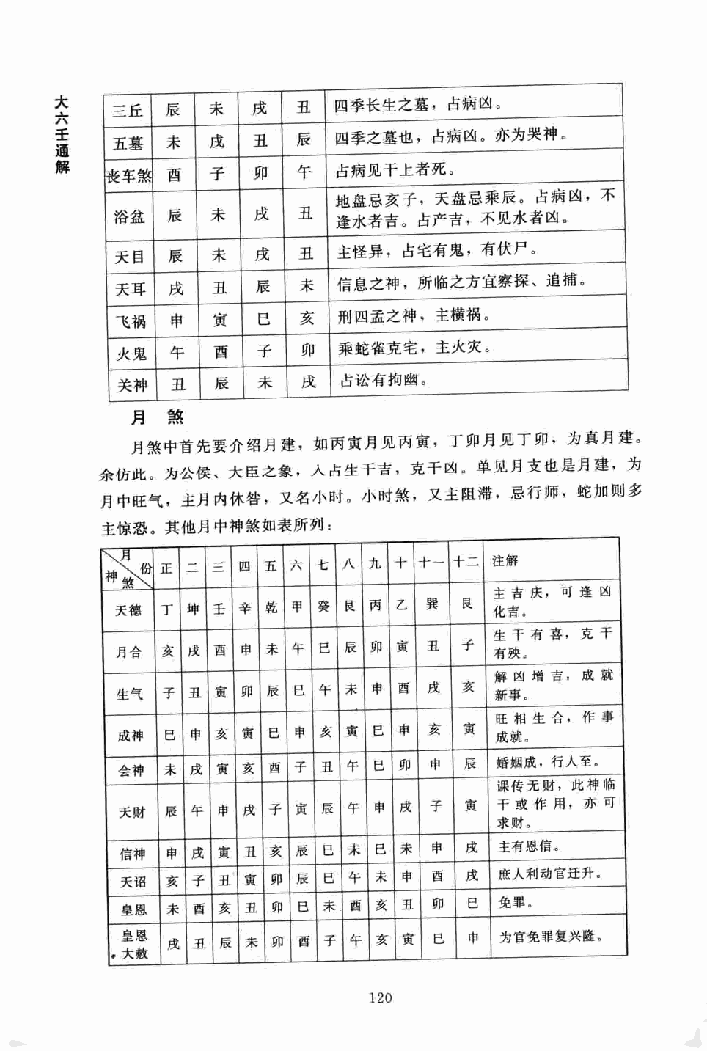 大六壬通解
三丘 辰 未 戌 丑 四季长生之墓，占病凶。
五墓 未 戌 丑 辰 四季之墓也，占病凶。亦为哭神。
丧车煞 酉 子 卯 午 占病见干上者死。
浴盆 辰 未 戌 丑 地盘忌亥子，天盘忌乘辰。占病凶，不
逢水者吉。占产吉，不见水者凶。
天目 辰 未 戌 丑 主怪异，占宅有鬼，有伏尸。
天耳 戌 丑 辰 未 信息之神，所临之方宜察探、追捕。
飞祸 申 寅 巳 亥 刑四孟之神，主横祸。
火鬼 午 酉 子 卯 乘蛇雀克宅，主火灾。
关神 丑 辰 未 戌 占讼有拘幽。
月 煞
月煞中首先要介绍月建，如丙寅月见丙寅，丁卯月见丁卯，为真月建。
余仿此。为公侯、大臣之象，人占生干吉，克干凶。单见月支也是月建，为
月中旺气，主月内休咎，又名小时。小时煞，又主阻滞，忌行师，蛇加则多
主惊恐。其他月中神煞如表所列：
月份 神煞 正 二 三 四 五 六 七 八 九 十 十一 十二 注解
天德 丁 坤 壬 辛 乾 甲 癸 艮 丙 乙 巽 艮 主吉庆，可逢凶
化吉。
月合 亥 戌 酉 申 未 午 巳 辰 卯 寅 丑 子 生干有喜，克干
有殃。
生气 子 丑 寅 卯 辰 巳 午 未 申 酉 戌 亥 解凶增吉，成就
新事。
成神 巳 申 亥 寅 巳 申 亥 寅 巳 申 亥 寅 旺相生合，作事
成就。
会神 未 戌 寅 亥 酉 子 丑 午 巳 卯 申 辰 婚姻成，行人至。
天财 辰 午 申 戌 子 寅 辰 午 申 戌 子 寅 课传无财，此神临
干或作用，亦可
求财。
信神 申 戌 寅 丑 亥 辰 巳 未 巳 未 申 戌 主有恩信。
天诏 亥 子 丑 寅 卯 辰 巳 午 未 申 酉 戌 庶人利动官迁升。
皇恩 未 酉 亥 丑 卯 巳 未 酉 亥 丑 卯 巳 免罪。
皇恩
大赦 戌 丑 辰 未 卯 酉 子 午 亥 寅 巳 申 为官免罪复兴隆。
120